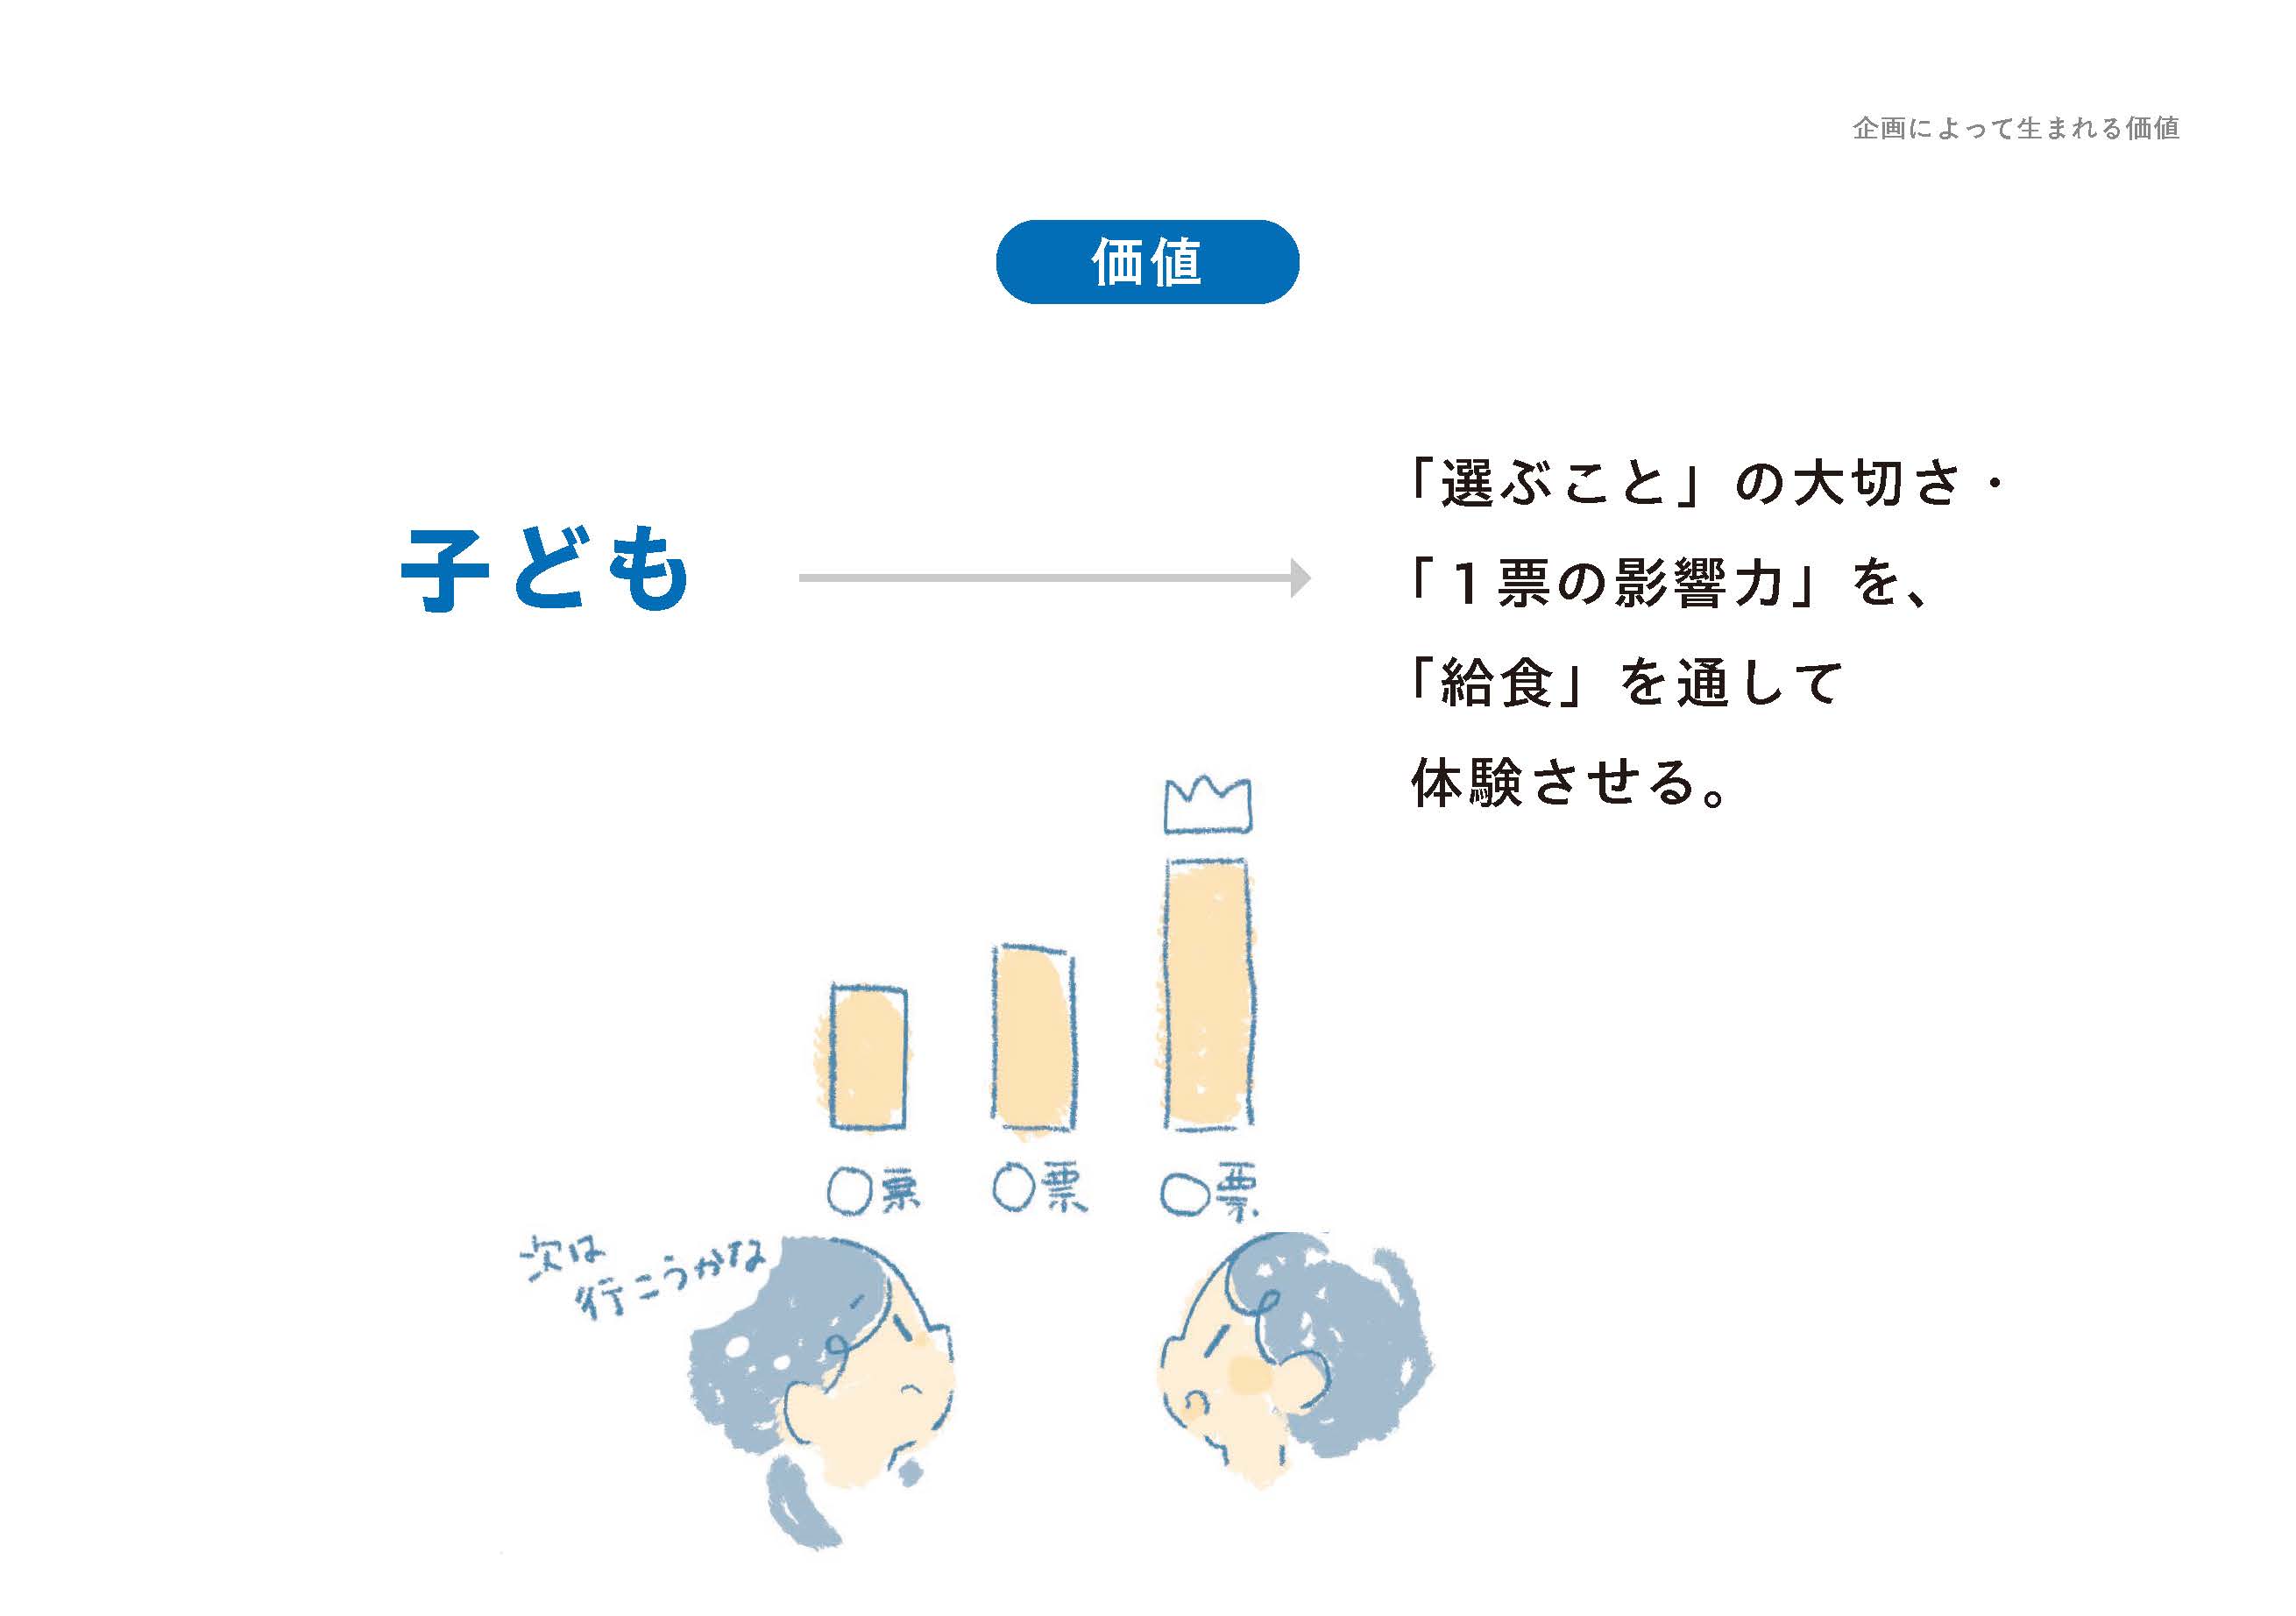 企画によって生まれる価値
価値
子ども
「選ぶこと」の大切さ・
「１票の影響力」を、
「給食」を通して
体験させる。
○票 ○票 ○票
次は
行こうかな